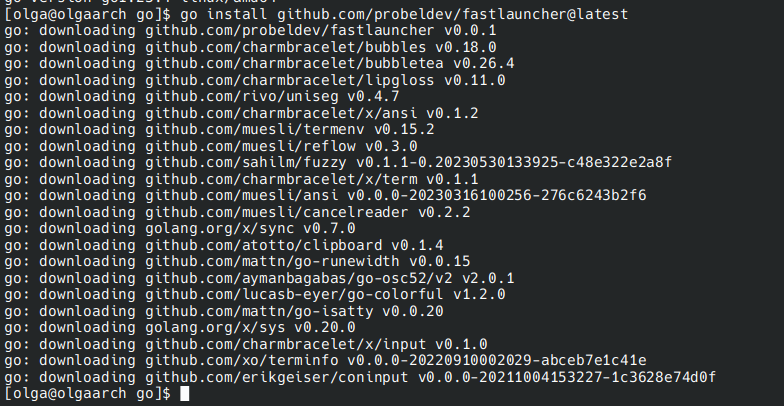 [olga@olgaarch go]$ go install github.com/probeldev/fastlauncher@latest
go: downloading github.com/probeldev/fastlauncher v0.0.1
go: downloading github.com/charmbracelet/bubbles v0.18.0
go: downloading github.com/charmbracelet/bubbletea v0.26.4
go: downloading github.com/charmbracelet/lipgloss v0.11.0
go: downloading github.com/rivo/uniseg v0.4.7
go: downloading github.com/charmbracelet/x/ansi v0.1.2
go: downloading github.com/muesli/termenv v0.15.2
go: downloading github.com/muesli/reflow v0.3.0
go: downloading github.com/sahilm/fuzzy v0.1.1-0.20230530133925-c48e322e2a8f
go: downloading github.com/charmbracelet/x/term v0.1.1
go: downloading github.com/muesli/ansi v0.0.0-20230316100256-276c6243b2f6
go: downloading github.com/muesli/cancelreader v0.2.2
go: downloading golang.org/x/sync v0.7.0
go: downloading github.com/atotto/clipboard v0.1.4
go: downloading github.com/mattn/go-runewidth v0.0.15
go: downloading github.com/aymanbagabas/go-osc52/v2 v2.0.1
go: downloading github.com/lucasb-eyer/go-colorful v1.2.0
go: downloading github.com/mattn/go-isatty v0.0.20
go: downloading golang.org/x/sys v0.20.0
go: downloading github.com/charmbracelet/x/input v0.1.0
go: downloading github.com/xo/terminfo v0.0.0-20220910002029-abceb7e1c41e
go: downloading github.com/erikgeiser/coninput v0.0.0-20211004153227-1c3628e74d0f
[olga@olgaarch go]$